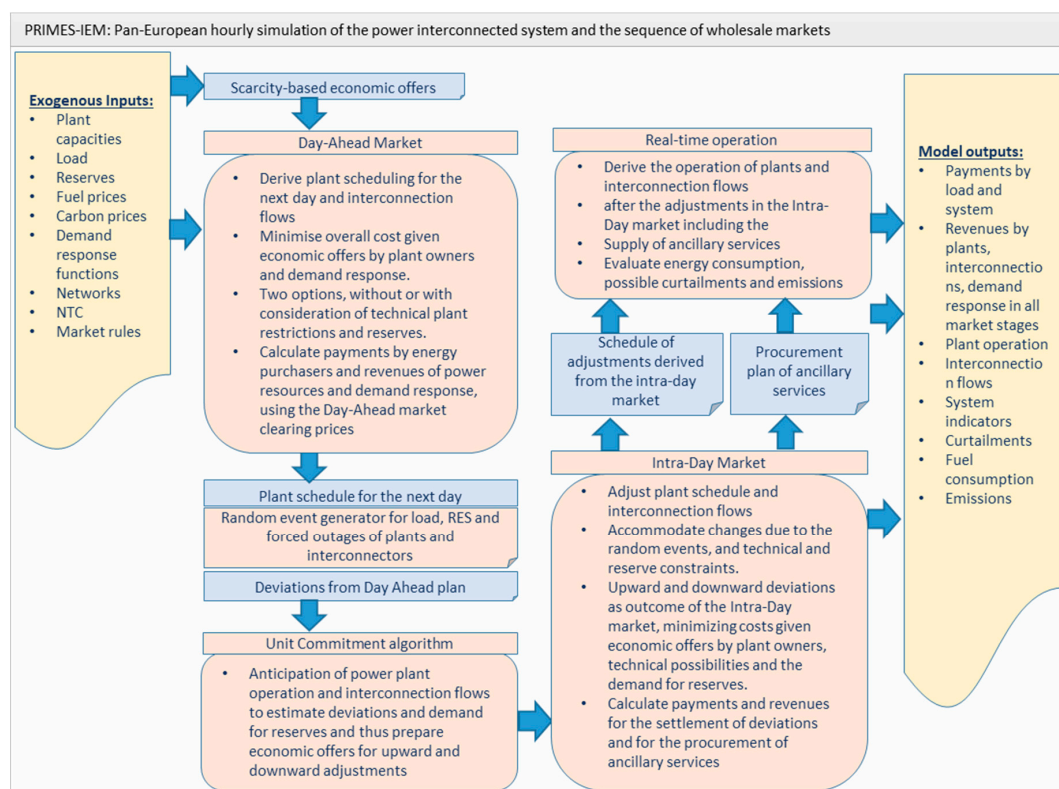 PRIMES-IEM: Pan-European hourly simulation of the power interconnected system and the sequence of wholesale markets
Exogenous Inputs:
• Plant
capacities
• Load
• Reserves
• Fuel prices
• Carbon prices
• Demand
response
functions
• Networks
• NTC
• Market rules
Scarcity-based economic offers
Day-Ahead Market
• Derive plant scheduling for the
next day and interconnection
flows
• Minimise overall cost given
economic offers by plant owners
and demand response.
• Two options, without or with
consideration of technical plant
restrictions and reserves.
• Calculate payments by energy
purchasers and revenues of power
resources and demand response,
using the Day-Ahead market
clearing prices
Plant schedule for the next day
Random event generator for load, RES and
forced outages of plants and
interconnectors
Deviations from Day Ahead plan
Unit Commitment algorithm
• Anticipation of power plant
operation and interconnection flows
to estimate deviations and demand
for reserves and thus prepare
economic offers for upward and
downward adjustments
Real-time operation
• Derive the operation of plants and
interconnection flows
• after the adjustments in the Intra-
Day market including the
• Supply of ancillary services
• Evaluate energy consumption,
possible curtailments and emissions
Schedule of
adjustments derived
from the intra-day
market
Procurement
plan of ancillary
services
Intra-Day Market
• Adjust plant schedule and
interconnection flows
• Accommodate changes due to the
random events, and technical and
reserve constraints.
• Upward and downward deviations
as outcome of the Intra-Day
market, minimizing costs given
economic offers by plant owners,
technical possibilities and the
demand for reserves.
• Calculate payments and revenues
for the settlement of deviations
and for the procurement of
ancillary services
Model outputs:
• Payments by
load and
system
• Revenues by
plants,
interconnectio
ns, demand
response in all
market stages
• Plant operation
• Interconnectio
n flows
• System
indicators
• Curtailments
• Fuel
consumption
• Emissions